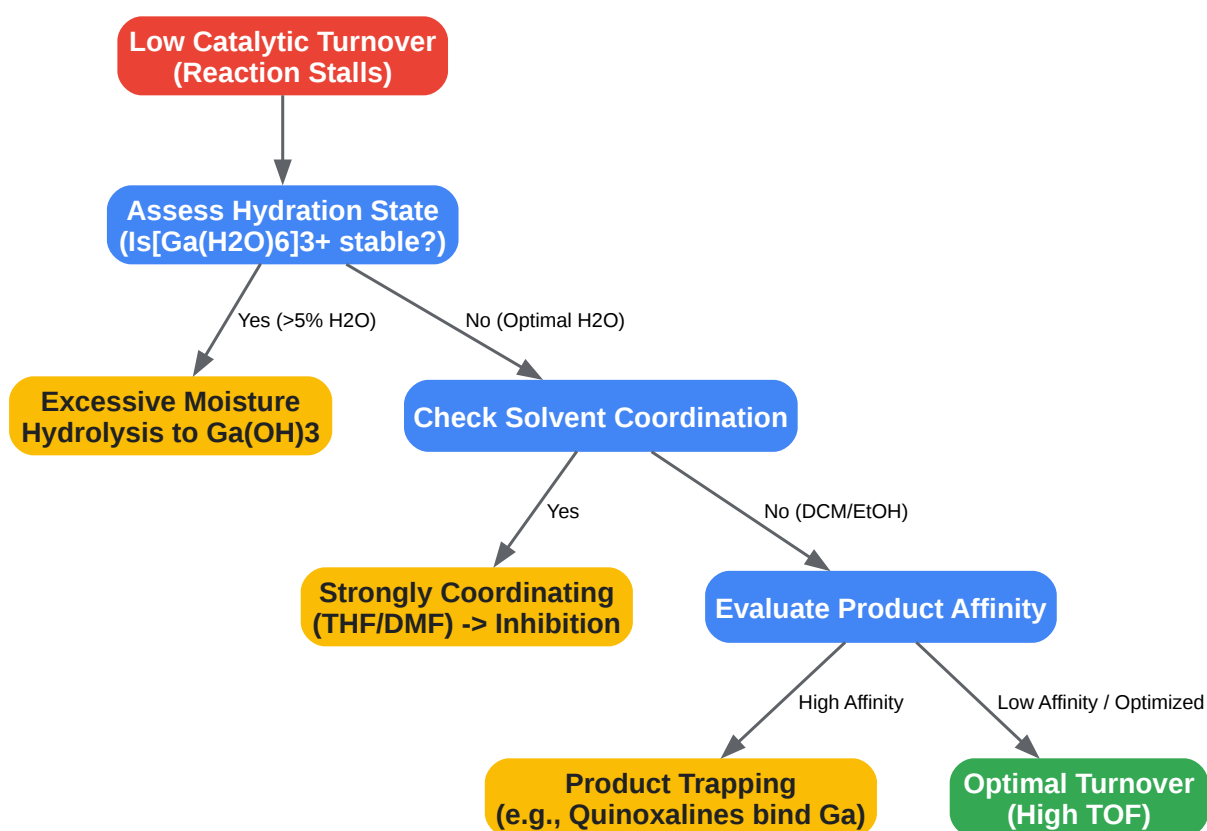 Low Catalytic Turnover
(Reaction Stalls)
Assess Hydration State
(Is[Ga(H2O)6]3+ stable?)
Yes (>5% H2O)
No (Optimal H2O)
Excessive Moisture
Hydrolysis to Ga(OH)3
Check Solvent Coordination
Yes
No (DCM/EtOH)
Strongly Coordinating
(THF/DMF) -> Inhibition
Evaluate Product Affinity
High Affinity
Low Affinity / Optimized
Product Trapping
(e.g., Quinoxalines bind Ga)
Optimal Turnover
(High TOF)